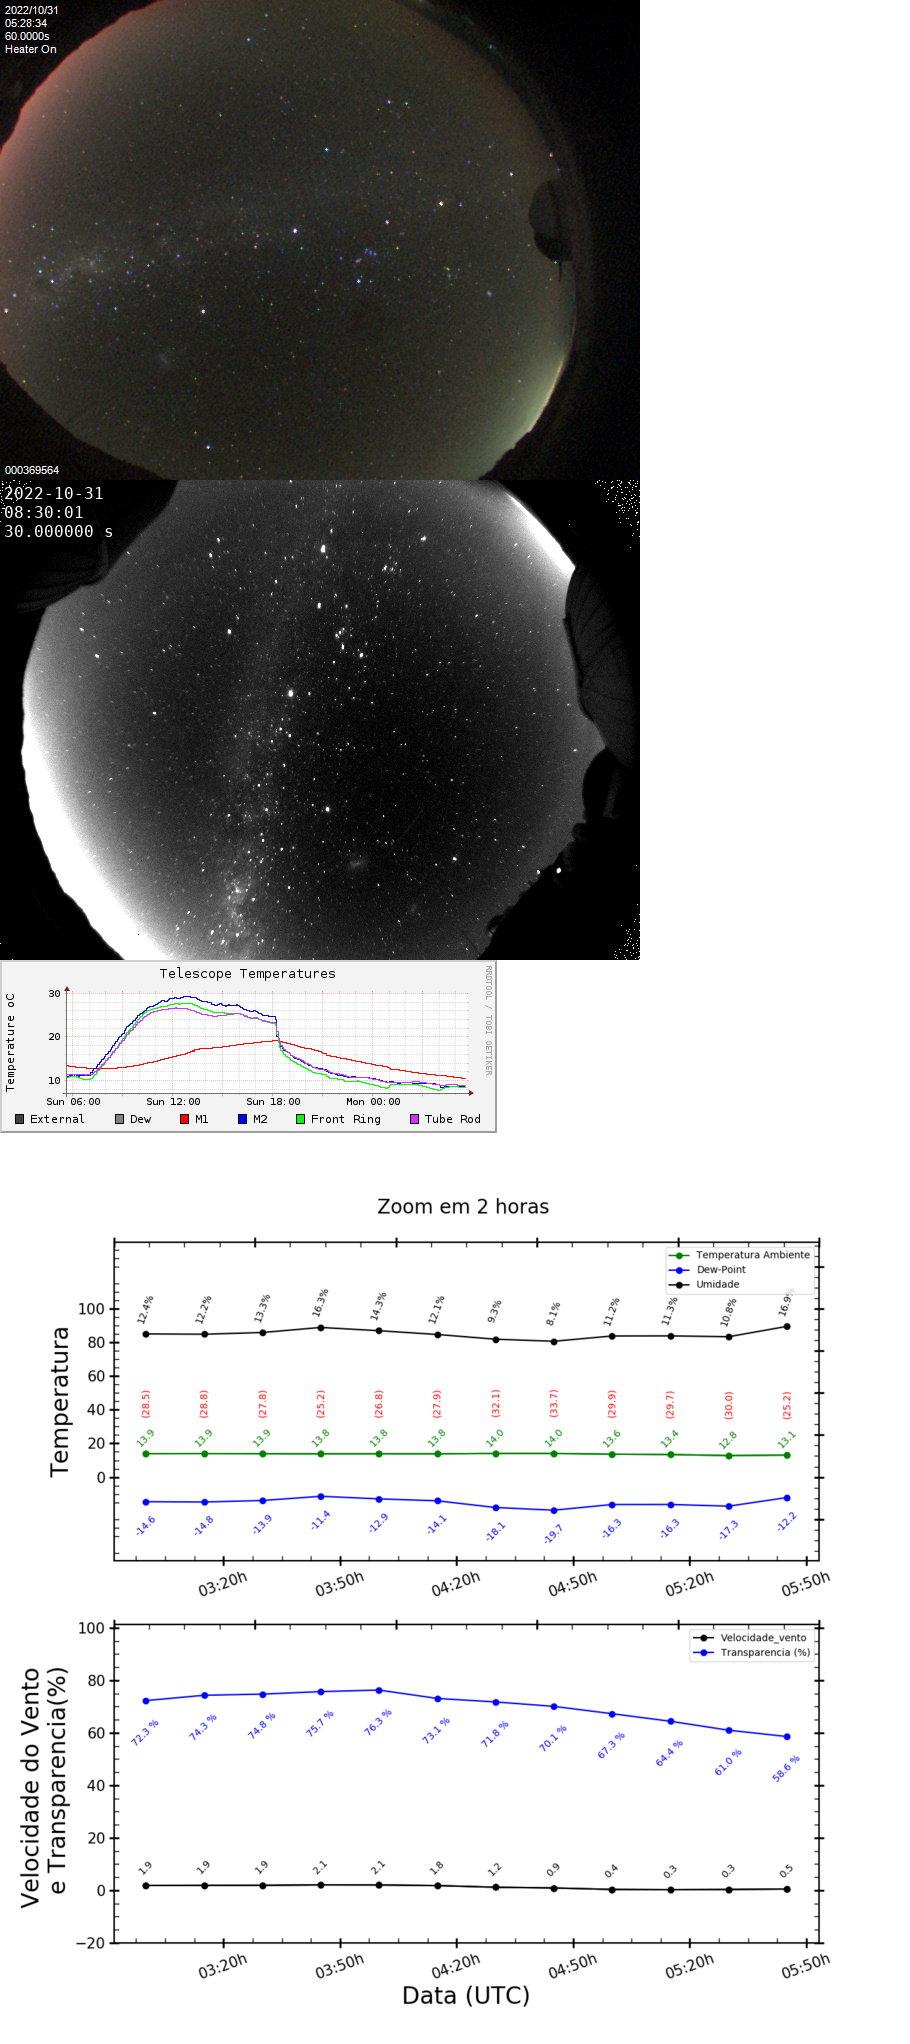 2022/10/31
05:28:34
60.0000s
Heater On
000369564
2022-10-31
08:30:01
30.000000 s
Telescope Temperatures
RRDTOOL / TOBI OETIKER
Temperature oC
30
20
10
Sun 06:00 Sun 12:00 Sun 18:00 Mon 00:00
External Dew M1 M2 Front Ring Tube Rod
Zoom em 2 horas
Temperatura Ambiente
Dew-Point
Umidade
Temperatura
100
80
60
40
20
0
12.4% 12.2% 13.3% 16.3% 14.3% 12.1% 9.3% 8.1% 11.2% 11.3% 10.8% 16.9%
(28.5) (28.8) (27.8) (25.2) (26.8) (27.9) (32.1) (33.7) (29.9) (29.7) (30.0) (25.2)
13.9 13.9 13.9 13.8 13.8 13.8 14.0 14.0 13.6 13.4 12.8 13.1
-14.6 -14.8 -13.9 -11.4 -12.9 -14.1 -18.1 -19.7 -16.3 -16.3 -17.3 -12.2
03:20h 03:50h 04:20h 04:50h 05:20h 05:50h
Velocidade_vento
Transparencia (%)
Velocidade do Vento
e Transparencia(%)
100
80
60
40
20
0
−20
72.3 % 74.3 % 74.8 % 75.7 % 76.3 % 73.1 % 71.8 % 70.1 % 67.3 % 64.4 % 61.0 % 58.6 %
1.9 1.9 1.9 2.1 2.1 1.8 1.2 0.9 0.4 0.3 0.3 0.5
03:20h 03:50h 04:20h 04:50h 05:20h 05:50h
Data (UTC)